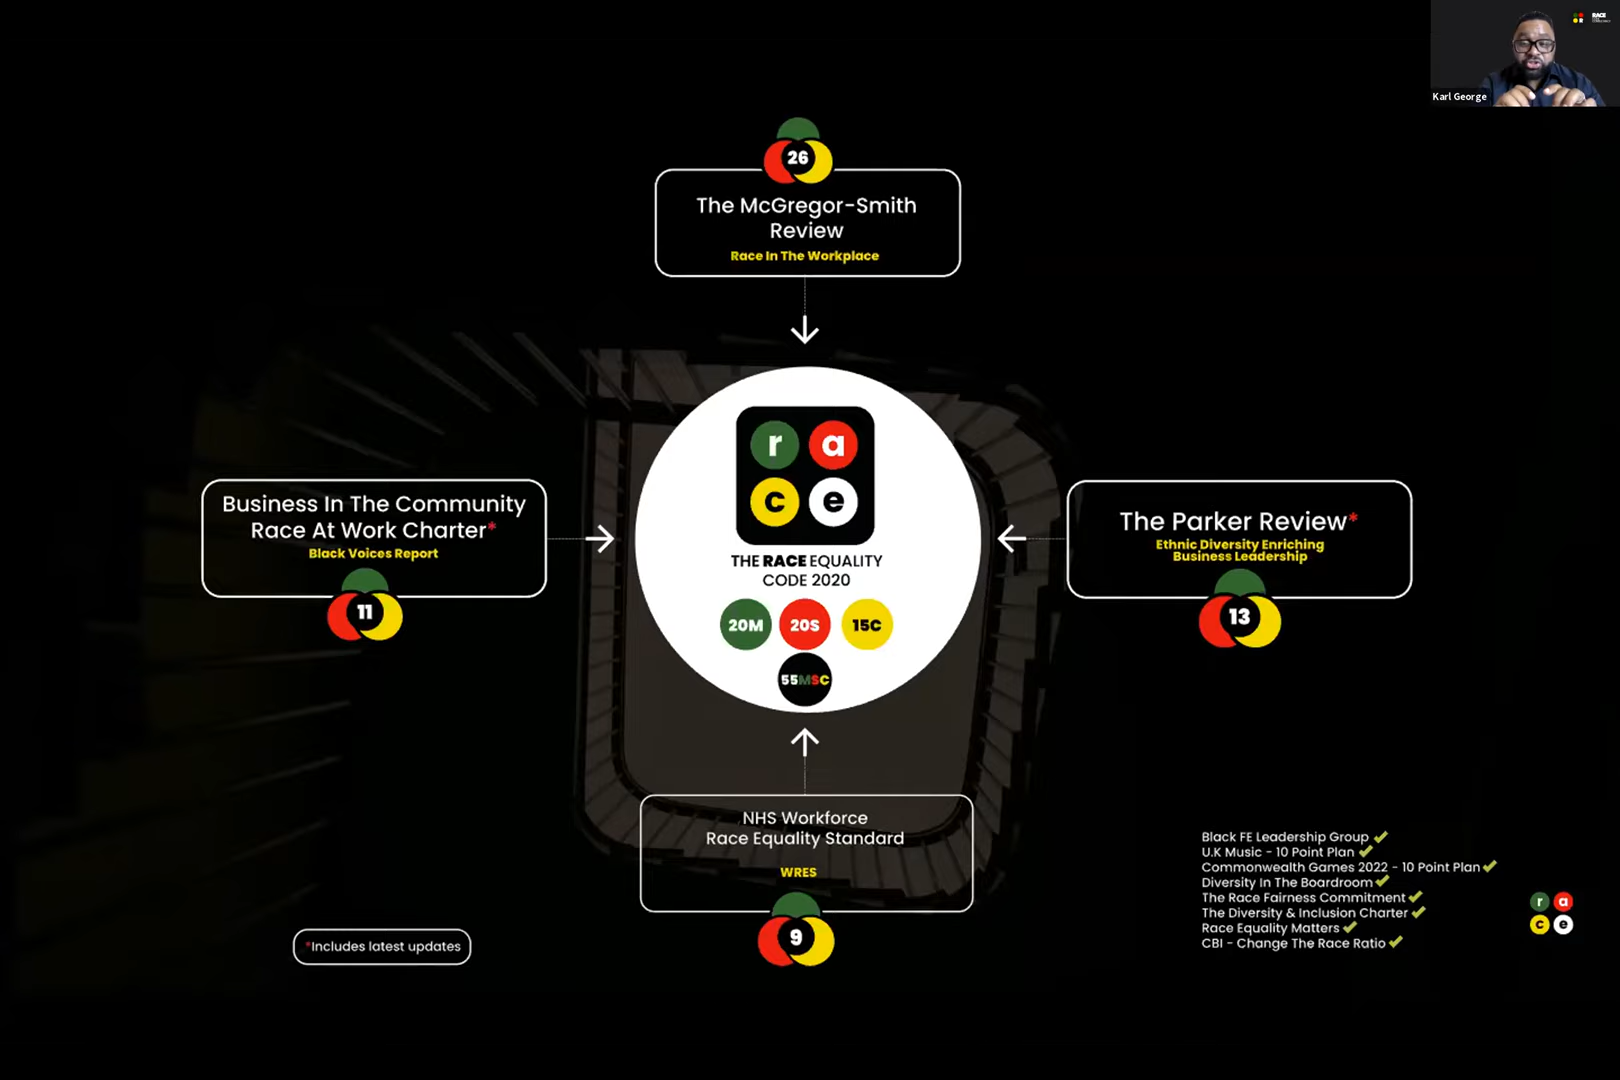 RACE
Karl George
26
The McGregor-Smith
Review
Race In The Workplace
r a
c e
THE RACE EQUALITY
CODE 2020
20M 20S 15C
55MSC
Business In The Community
Race At Work Charter*
Black Voices Report
11
The Parker Review*
Ethnic Diversity Enriching
Business Leadership
13
NHS Workforce
Race Equality Standard
WRES
9
*Includes latest updates
Black FE Leadership Group
U.K Music - 10 Point Plan
Commonwealth Games 2022 - 10 Point Plan
Diversity In The Boardroom
The Race Fairness Commitment
The Diversity & Inclusion Charter
Race Equality Matters
CBI - Change The Race Ratio
r a
c e